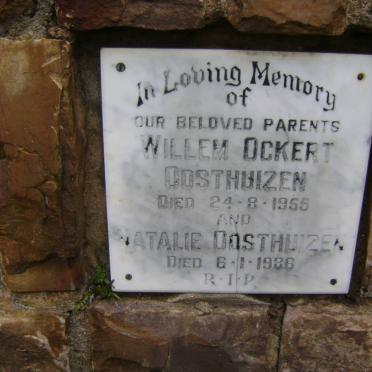 In Loving Memory
of
OUR BELOVED PARENTS
WILLEM OCKERT
OOSTHUIZEN
DIED 24-8-1955
AND
NATALIE OOSTHUIZEN
DIED 6-1-1986
R·I·P